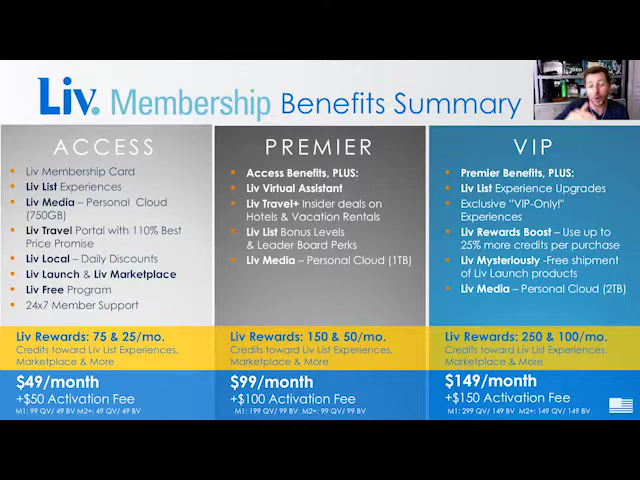 Liv. Membership Benefits Summary
ACCESS
Liv Membership Card
Liv List Experiences
Liv Media – Personal Cloud
(750GB)
Liv Travel Portal with 110% Best
Price Promise
Liv Local – Daily Discounts
Liv Launch & Liv Marketplace
Liv Free Program
24x7 Member Support
Liv Rewards: 75 & 25/mo.
Credits toward Liv List Experiences,
Marketplace & More
$49/month
+$50 Activation Fee
M1: 99 QV/ 49 BV M2+: 49 QV/ 49 BV
PREMIER
Access Benefits, PLUS:
Liv Virtual Assistant
Liv Travel+ Insider deals on
Hotels & Vacation Rentals
Liv List Bonus Levels
& Leader Board Perks
Liv Media – Personal Cloud (1TB)
Liv Rewards: 150 & 50/mo.
Credits toward Liv List Experiences,
Marketplace & More
$99/month
+$100 Activation Fee
M1: 199 QV/ 99 BV M2+: 99 QV/ 99 BV
VIP
Premier Benefits, PLUS:
Liv List Experience Upgrades
Exclusive "VIP-Only!"
Experiences
Liv Rewards Boost – Use up to
25% more credits per purchase
Liv Mysteriously -Free shipment
of Liv Launch products
Liv Media – Personal Cloud (2TB)
Liv Rewards: 250 & 100/mo.
Credits toward Liv List Experiences,
Marketplace & More
$149/month
+$150 Activation Fee
M1: 299 QV/ 149 BV M2+: 149 QV/ 149 BV